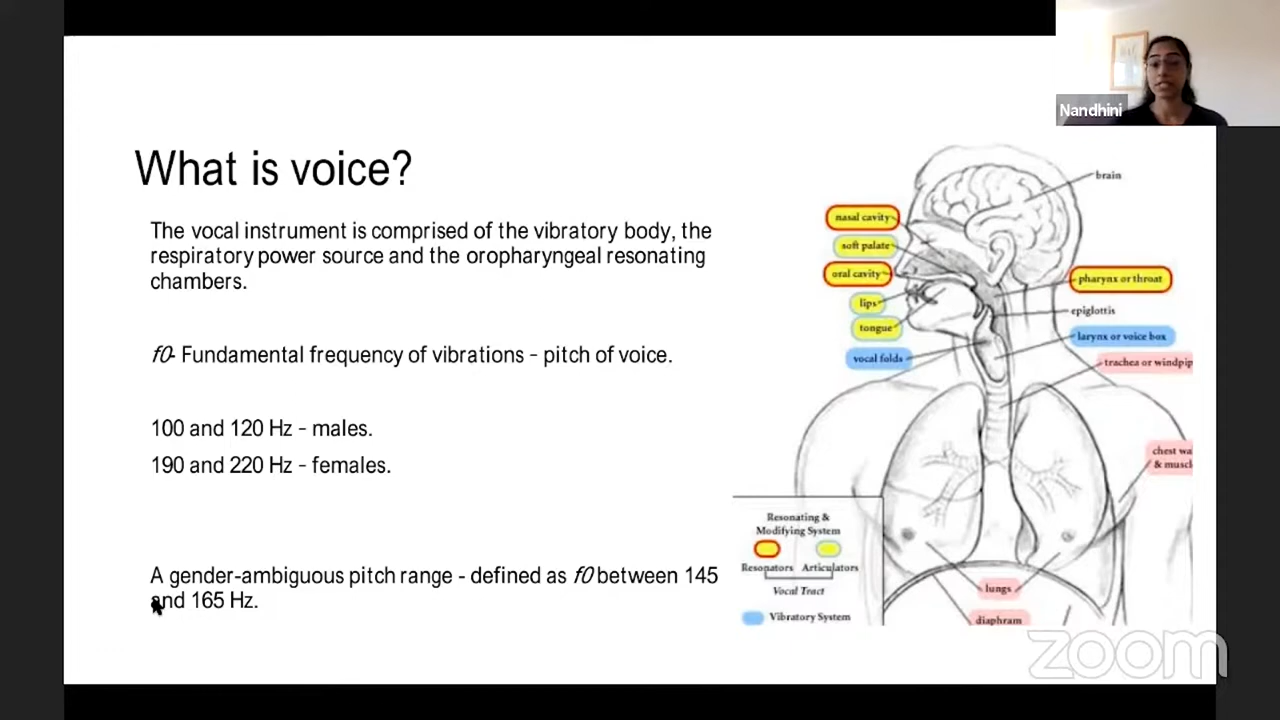 Nandhini
What is voice?
The vocal instrument is comprised of the vibratory body, the
respiratory power source and the oropharyngeal resonating
chambers.
f0- Fundamental frequency of vibrations - pitch of voice.
100 and 120 Hz - males.
190 and 220 Hz - females.
A gender-ambiguous pitch range - defined as f0 between 145
and 165 Hz.
brain
nasal cavity
soft palate
oral cavity
lips
tongue
vocal folds
pharynx or throat
epiglottis
larynx or voice box
trachea or windpip
chest wa
& muscl
Resonating &
Modifying System
Resonators Articulators
Vocal Tract
Vibratory System
lungs
diaphram
zoom